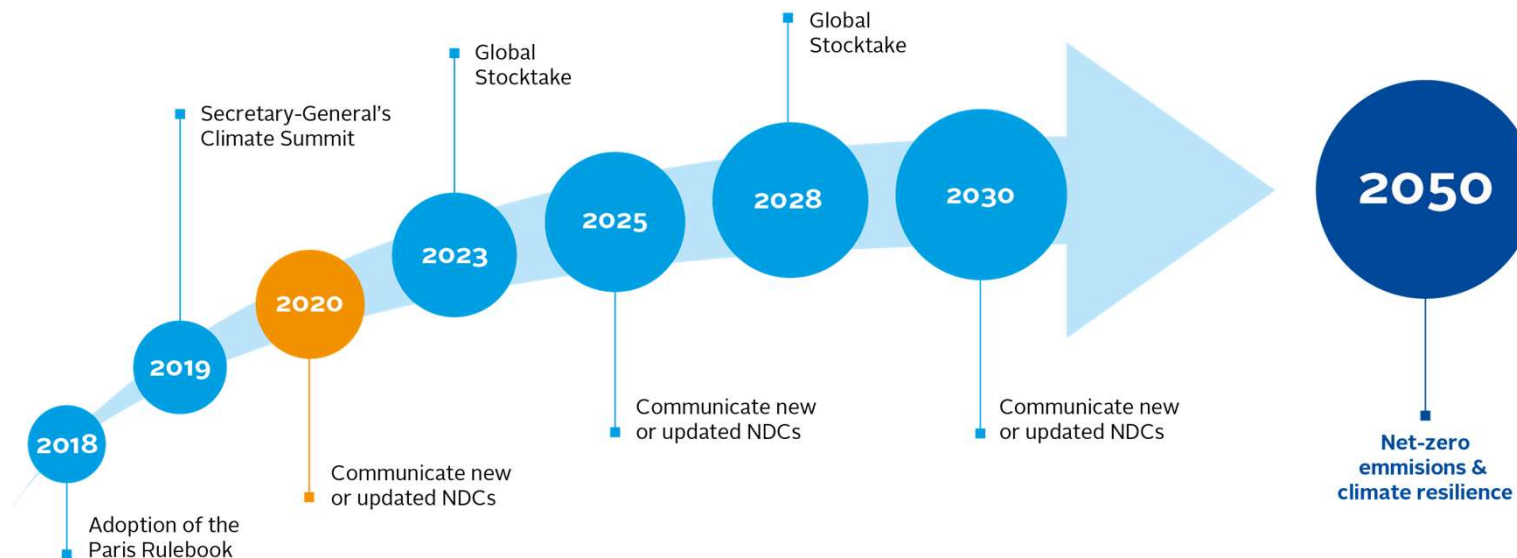 2018
Adoption of the
Paris Rulebook
2019
Secretary-General's
Climate Summit
2020
Communicate new
or updated NDCs
2023
Global
Stocktake
2025
Communicate new
or updated NDCs
2028
Global
Stocktake
2030
Communicate new
or updated NDCs
2050
Net-zero
emmisions &
climate resilience